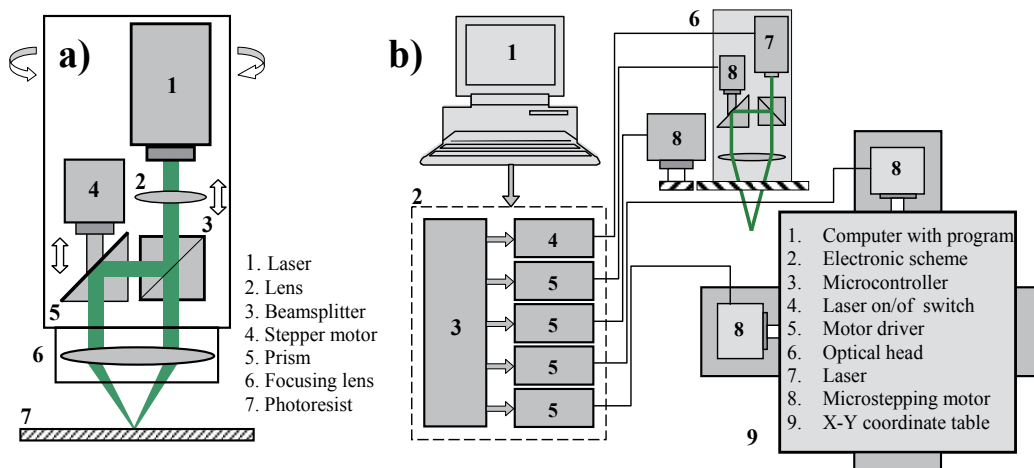 a)
1
4
2
3
5
6
7
1. Laser
2. Lens
3. Beamsplitter
4. Stepper motor
5. Prism
6. Focusing lens
7. Photoresist
b)
1
6
7
8
8
2
3
4
5
5
5
5
8
8
9
1. Computer with program
2. Electronic scheme
3. Microcontroller
4. Laser on/of switch
5. Motor driver
6. Optical head
7. Laser
8. Microstepping motor
9. X-Y coordinate table